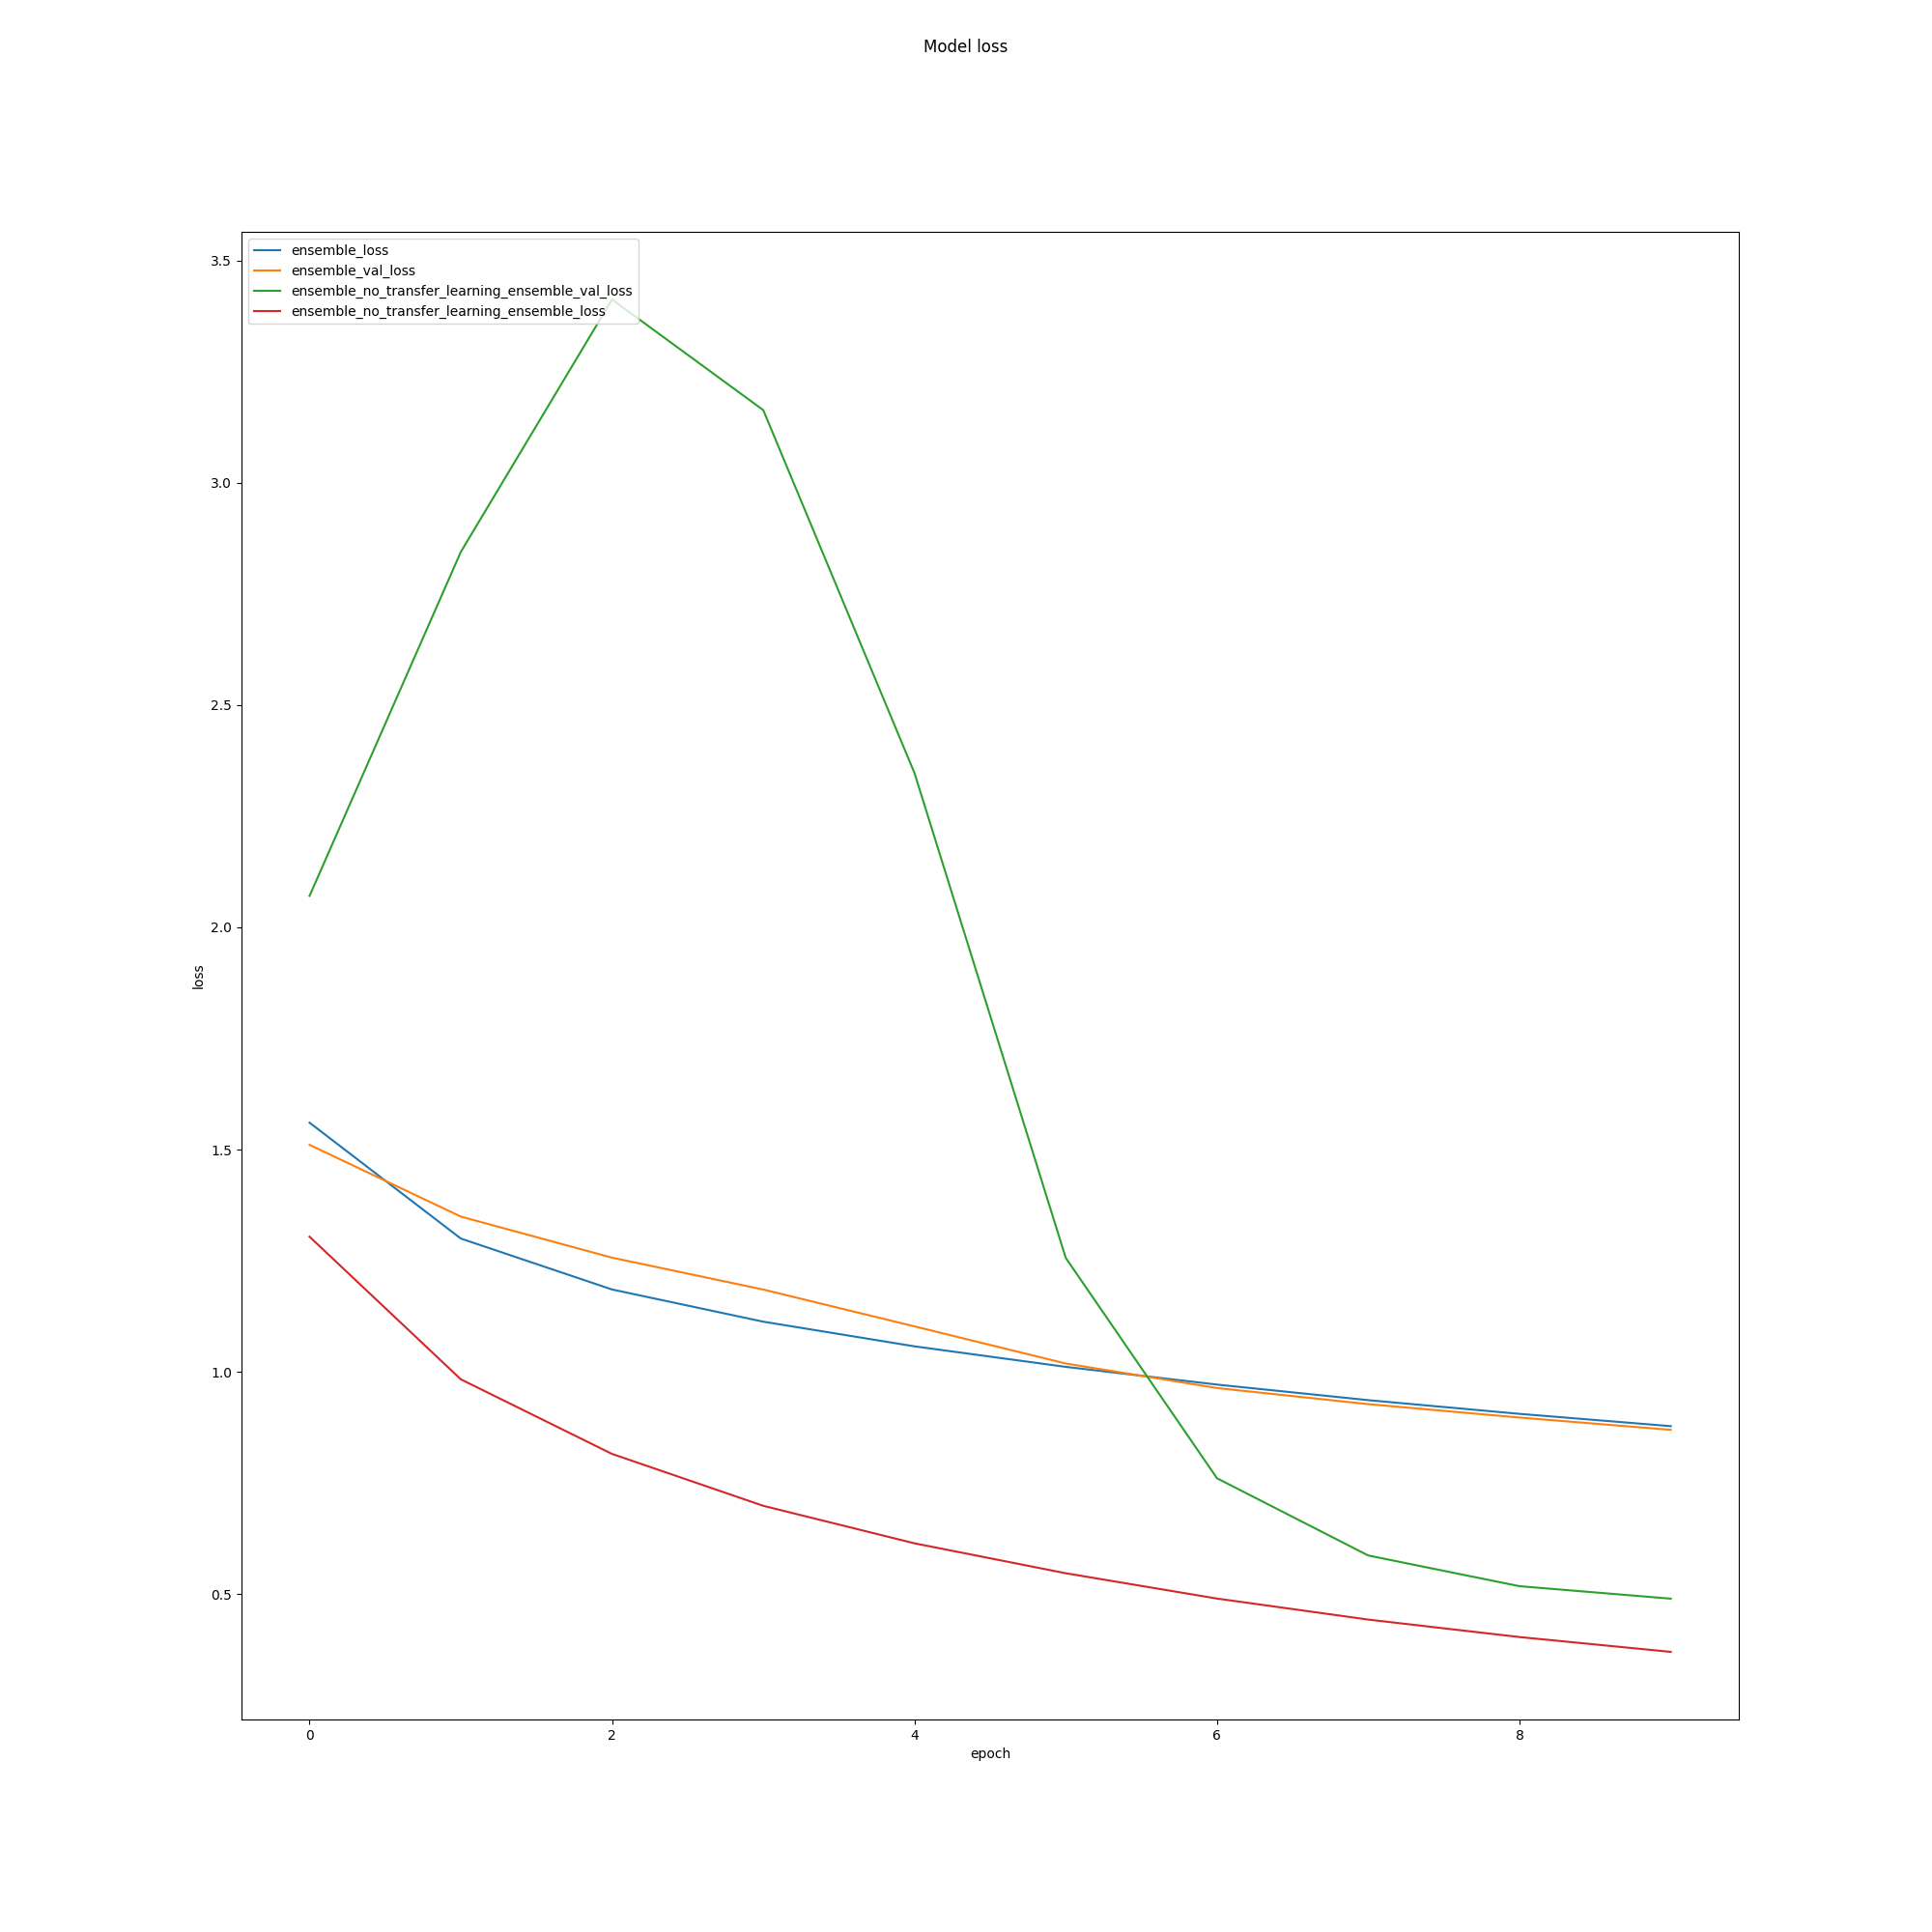 Model loss
ensemble_loss
ensemble_val_loss
ensemble_no_transfer_learning_ensemble_val_loss
ensemble_no_transfer_learning_ensemble_loss
3.5
3.0
2.5
2.0
1.5
1.0
0.5
loss
0 2 4 6 8
epoch